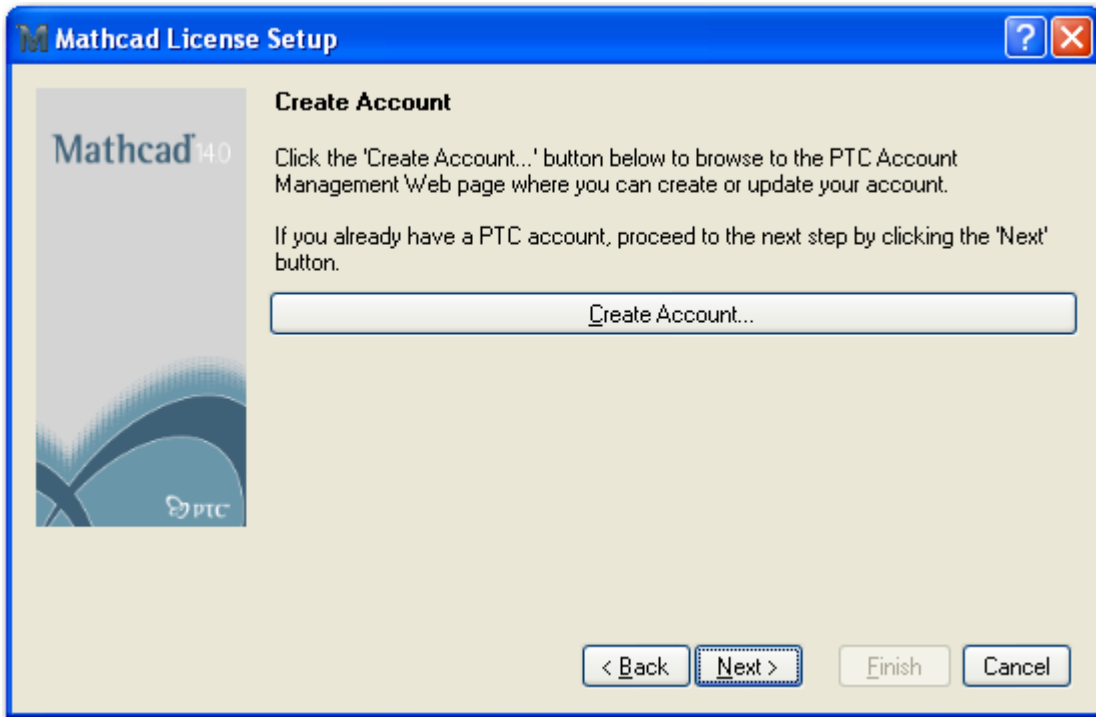 Mathcad License Setup
Create Account
Mathcad 14.0
Click the 'Create Account...' button below to browse to the PTC Account
Management Web page where you can create or update your account.
If you already have a PTC account, proceed to the next step by clicking the 'Next'
button.
Create Account...
PTC
< Back Next > Finish Cancel